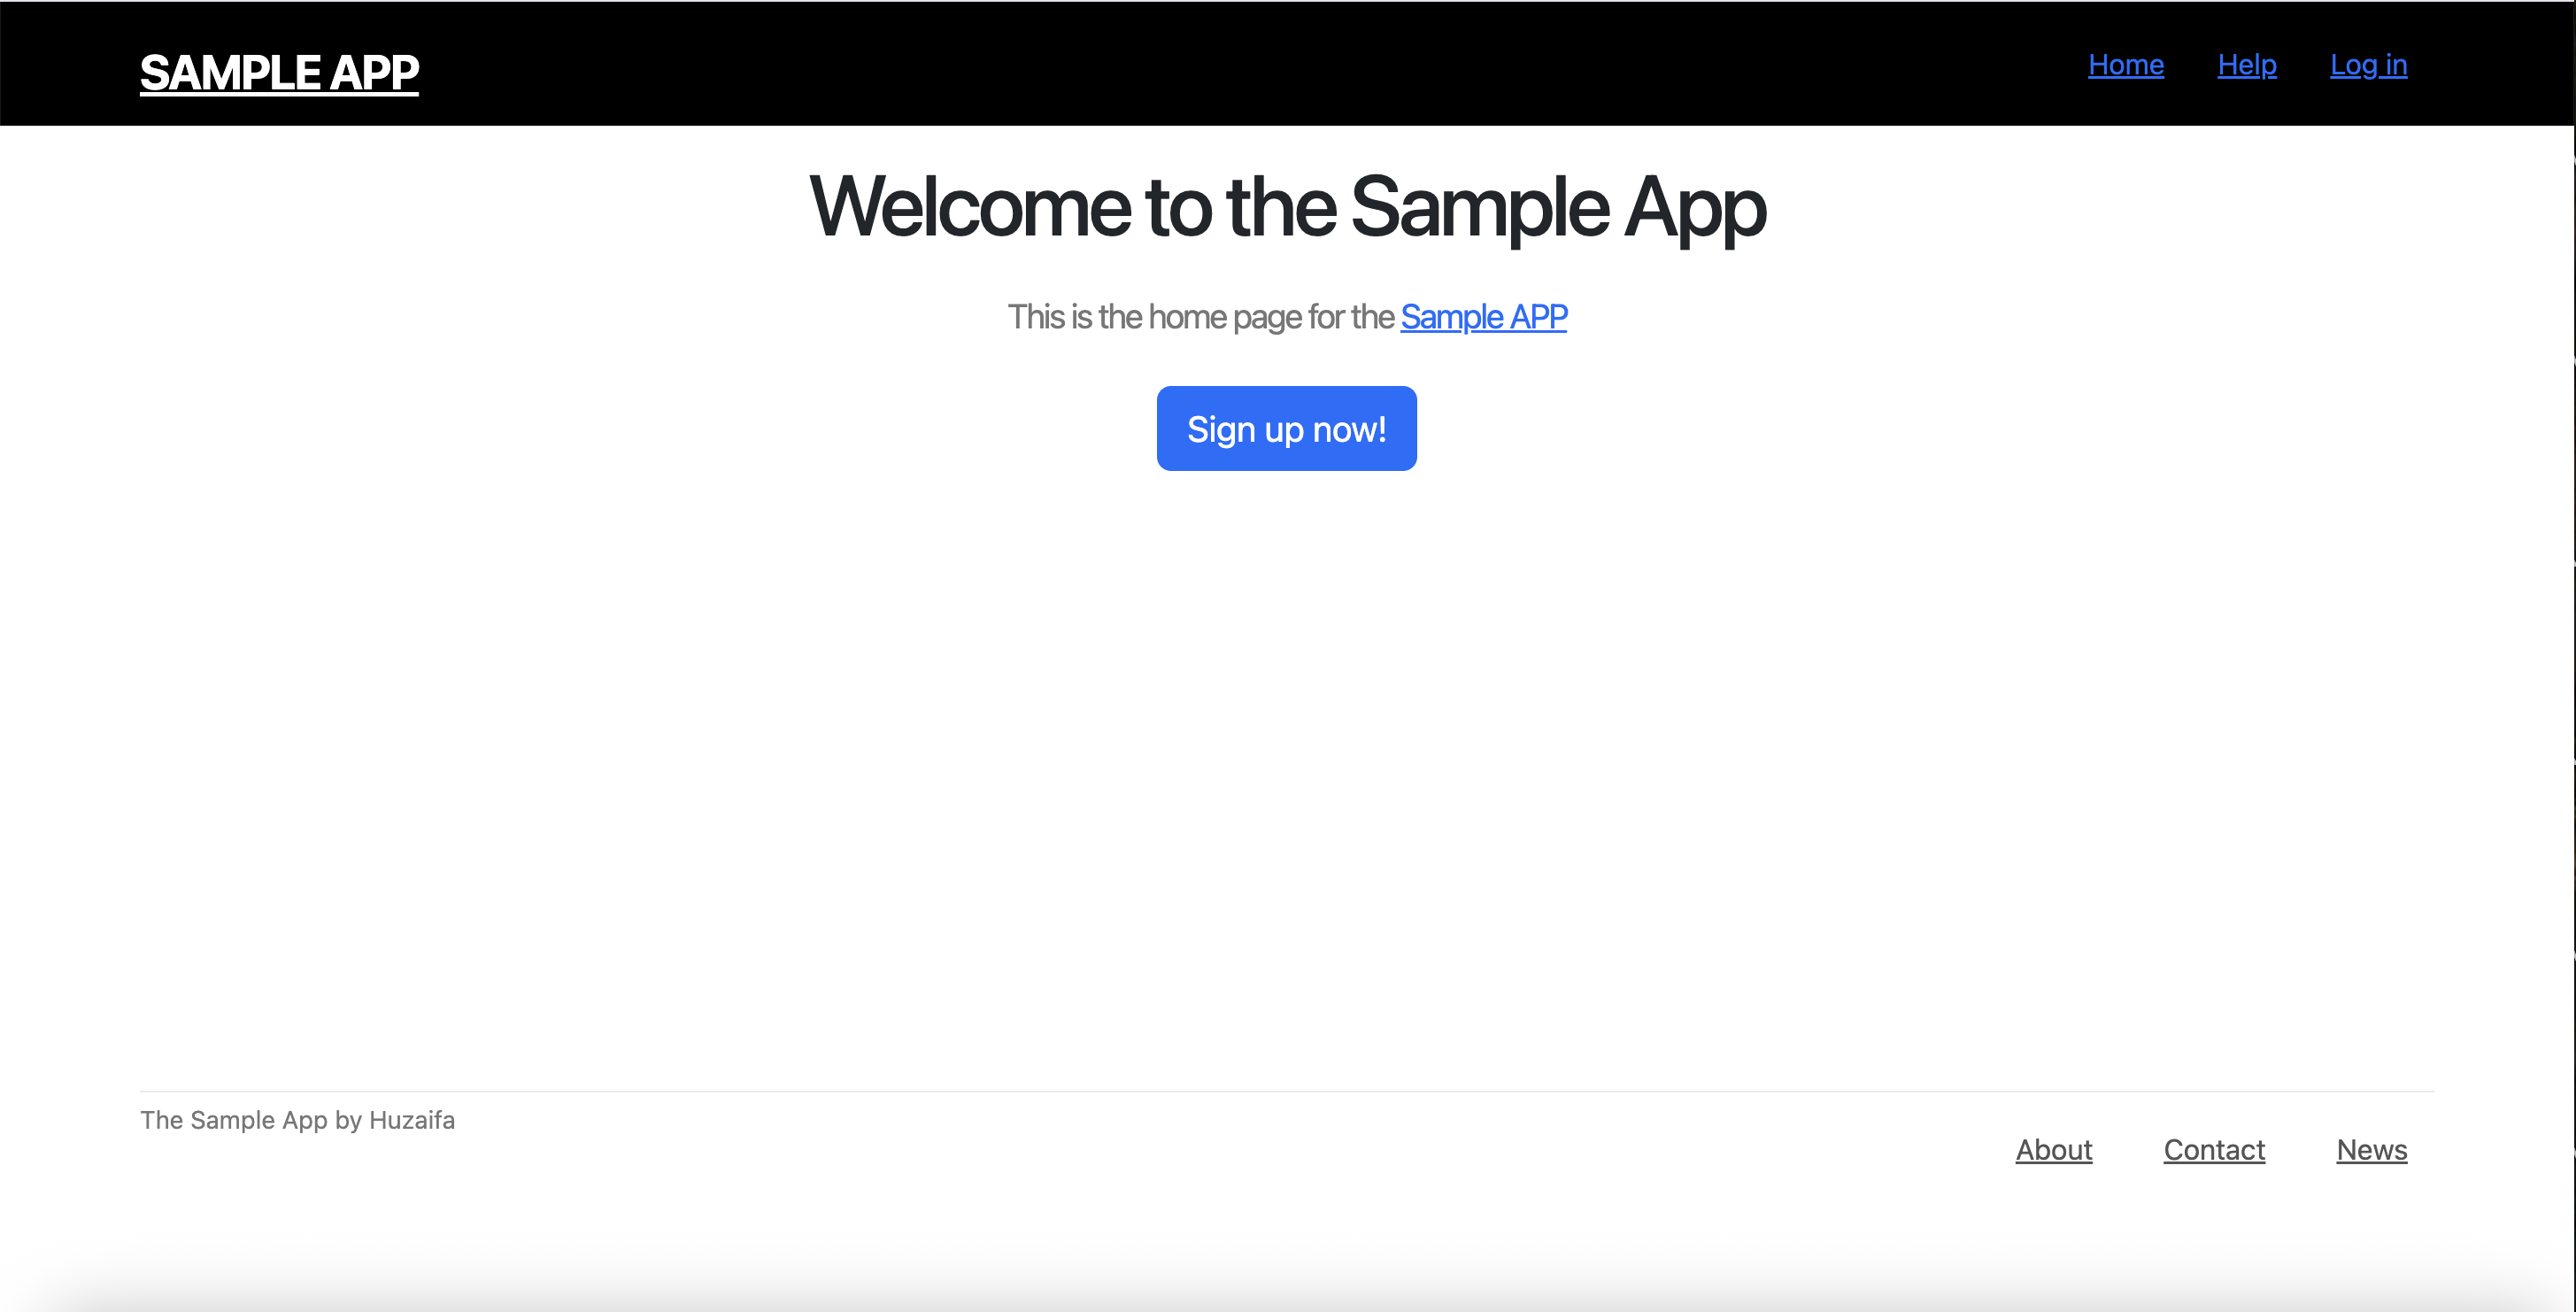 SAMPLE APP
Home Help Log in
Welcome to the Sample App
This is the home page for the Sample APP
Sign up now!
The Sample App by Huzaifa
About Contact News